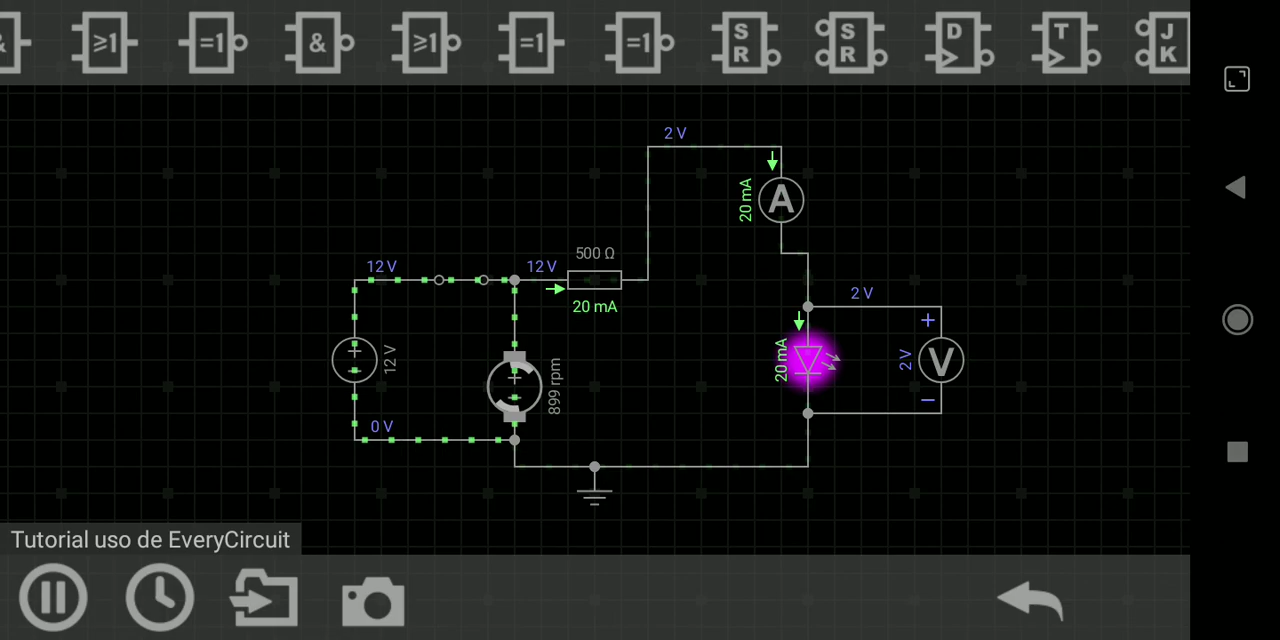 & ≥1 =1 & ≥1 =1 =1 S R S R D T J K
2 V
20 mA
A
500 Ω
12 V
12 V
20 mA
2 V
+
12 V
+
899 rpm
+
20 mA
2 V
V
−
0 V
Tutorial uso de EveryCircuit